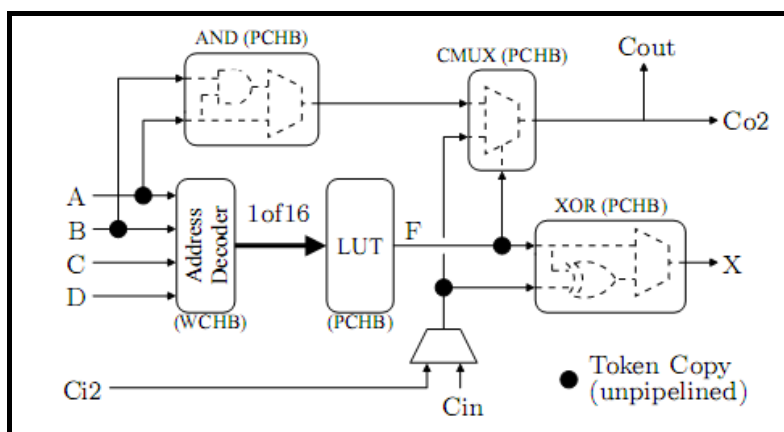 AND (PCHB)
CMUX (PCHB)
Cout
Co2
A
B
C
D
Address
Decoder
(WCHB)
1of16
LUT
(PCHB)
F
XOR (PCHB)
X
Ci2
Cin
Token Copy
(unpipelined)